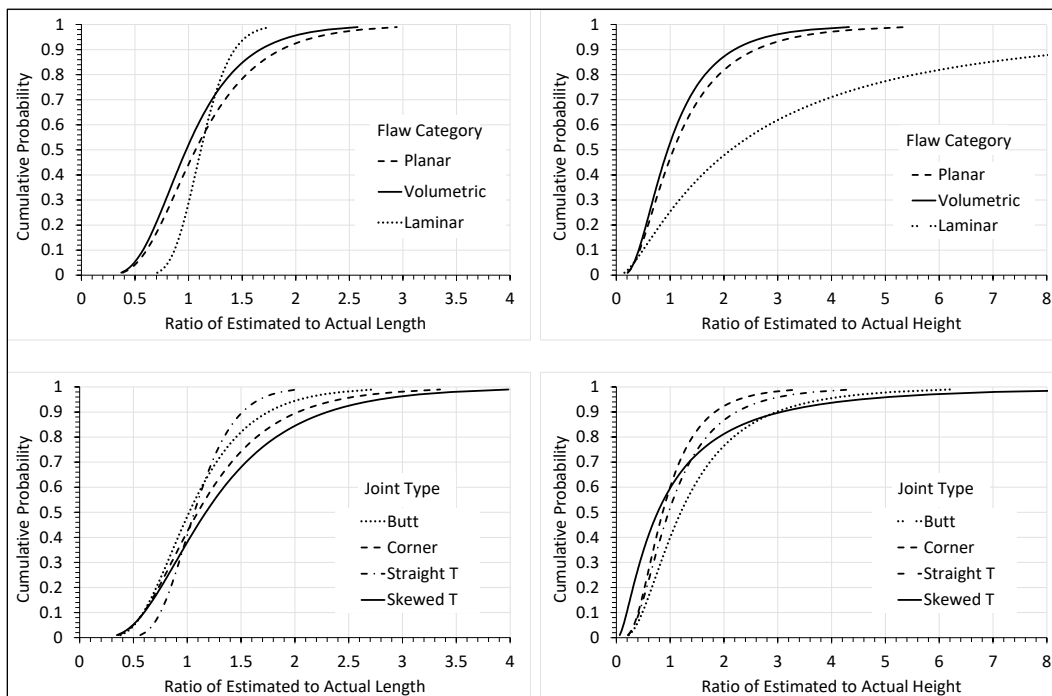 1
0.9
0.8
0.7
0.6
0.5
0.4
0.3
0.2
0.1
0
Cumulative Probability
Flaw Category
Planar
Volumetric
Laminar
0 0.5 1 1.5 2 2.5 3 3.5 4
Ratio of Estimated to Actual Length
1
0.9
0.8
0.7
0.6
0.5
0.4
0.3
0.2
0.1
0
Cumulative Probability
Flaw Category
Planar
Volumetric
Laminar
0 1 2 3 4 5 6 7 8
Ratio of Estimated to Actual Height
1
0.9
0.8
0.7
0.6
0.5
0.4
0.3
0.2
0.1
0
Cumulative Probability
Joint Type
Butt
Corner
Straight T
Skewed T
0 0.5 1 1.5 2 2.5 3 3.5 4
Ratio of Estimated to Actual Length
1
0.9
0.8
0.7
0.6
0.5
0.4
0.3
0.2
0.1
0
Cumulative Probability
Joint Type
Butt
Corner
Straight T
Skewed T
0 1 2 3 4 5 6 7 8
Ratio of Estimated to Actual Height